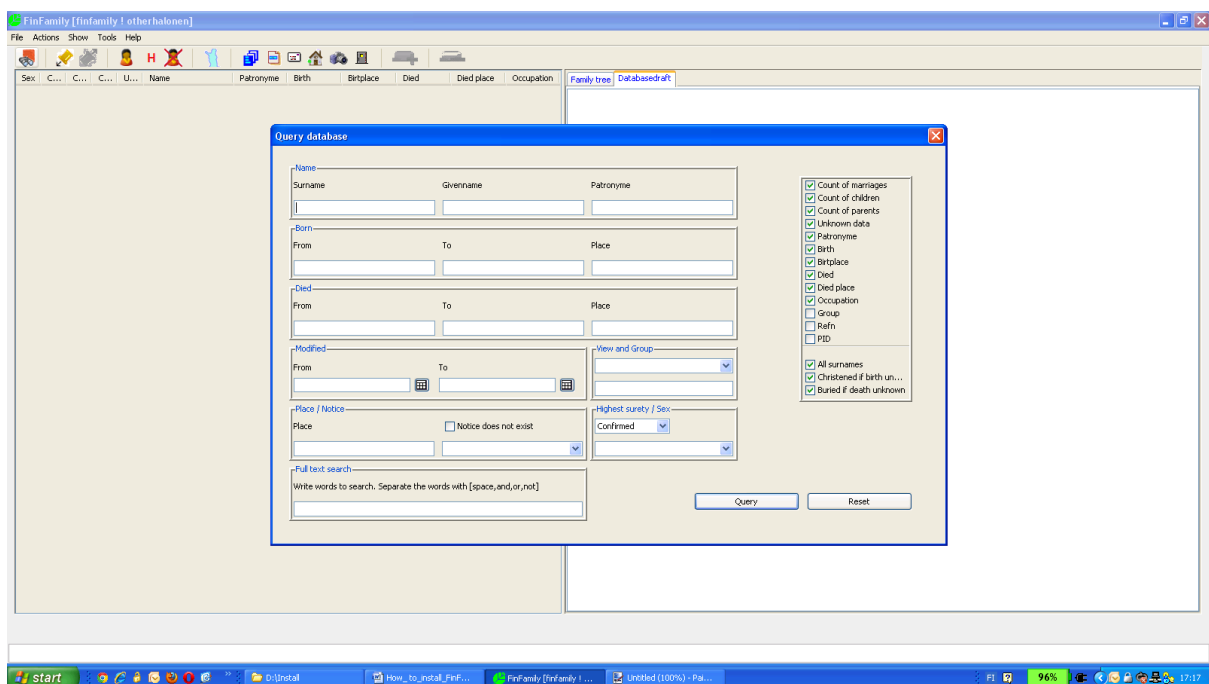 FinFamily [finfamily ! otherhalonen]
File Actions Show Tools Help
H
Sex C... C... C... U... Name Patronyme Birth Birtplace Died Died place Occupation
Family tree Databasedraft
Query database
Name
Surname Givenname Patronyme
Born
From To Place
Died
From To Place
Modified
From To
View and Group
Place / Notice
Place Notice does not exist
Highest surety / Sex
Confirmed
Full text search
Write words to search. Separate the words with [space,and,or,not]
Count of marriages
Count of children
Count of parents
Unknown data
Patronyme
Birth
Birtplace
Died
Died place
Occupation
Group
Refn
PID
All surnames
Christened if birth un...
Buried if death unknown
Query Reset
start D:\Install How_to_install_FinF... FinFamily [finfamily ! ... Untitled (100%) - Pai... FI 96% 17:17